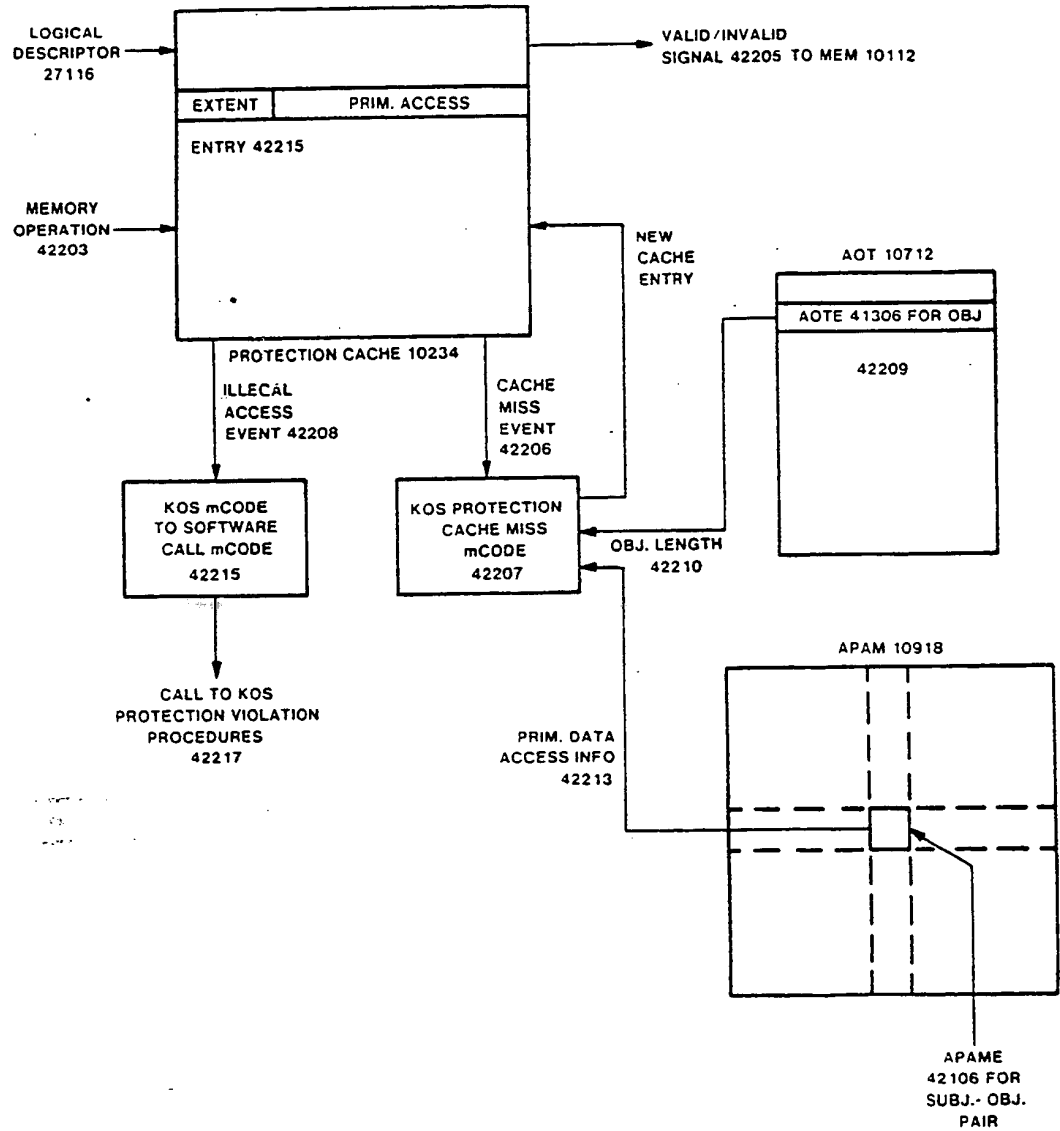 LOGICAL
DESCRIPTOR
27116
VALID/INVALID
SIGNAL 42205 TO MEM 10112
EXTENT
PRIM. ACCESS
ENTRY 42215
MEMORY
OPERATION
42203
NEW
CACHE
ENTRY
AOT 10712
AOTE 41306 FOR OBJ
42209
PROTECTION CACHE 10234
ILLECAL
ACCESS
EVENT 42208
CACHE
MISS
EVENT
42206
KOS mCODE
TO SOFTWARE
CALL mCODE
42215
KOS PROTECTION
CACHE MISS
mCODE
42207
OBJ. LENGTH
42210
CALL TO KOS
PROTECTION VIOLATION
PROCEDURES
42217
APAM 10918
PRIM. DATA
ACCESS INFO
42213
APAME
42106 FOR
SUBJ.- OBJ.
PAIR